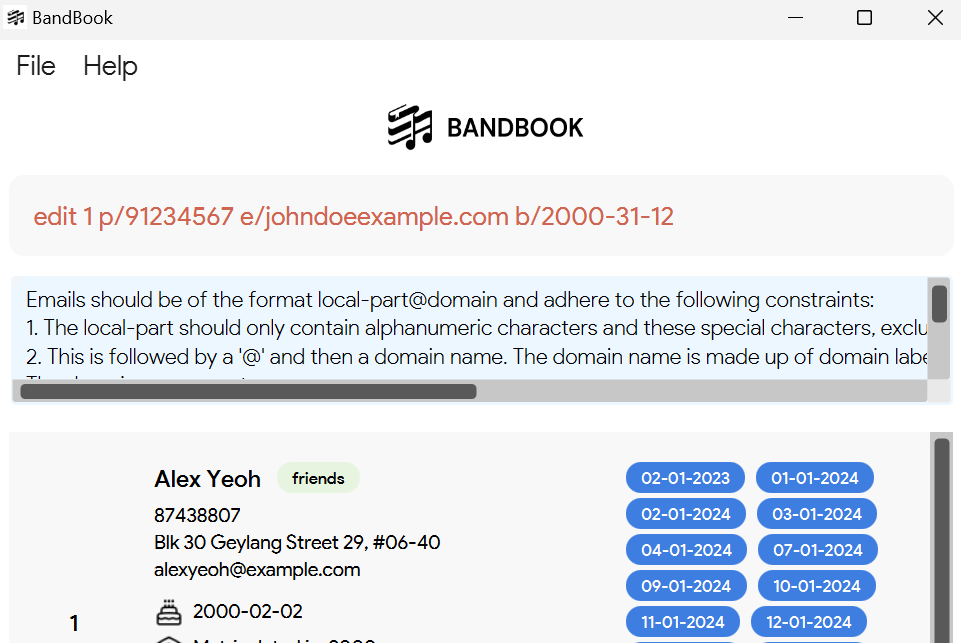 BandBook
File Help
BANDBOOK
edit 1 p/91234567 e/johndoeexample.com b/2000-31-12
Emails should be of the format local-part@domain and adhere to the following constraints:
1. The local-part should only contain alphanumeric characters and these special characters, exclu
2. This is followed by a '@' and then a domain name. The domain name is made up of domain labe
Alex Yeoh friends
87438807
Blk 30 Geylang Street 29, #06-40
alexyeoh@example.com
1
2000-02-02
02-01-2023 01-01-2024
02-01-2024 03-01-2024
04-01-2024 07-01-2024
09-01-2024 10-01-2024
11-01-2024 12-01-2024